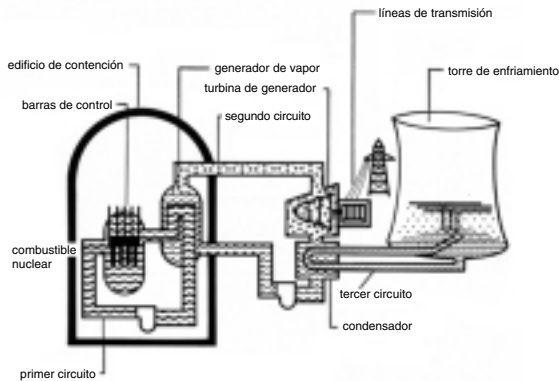 líneas de transmisión
edificio de contención
generador de vapor
torre de enfriamiento
turbina de generador
barras de control
segundo circuito
combustible
nuclear
tercer circuito
condensador
primer circuito